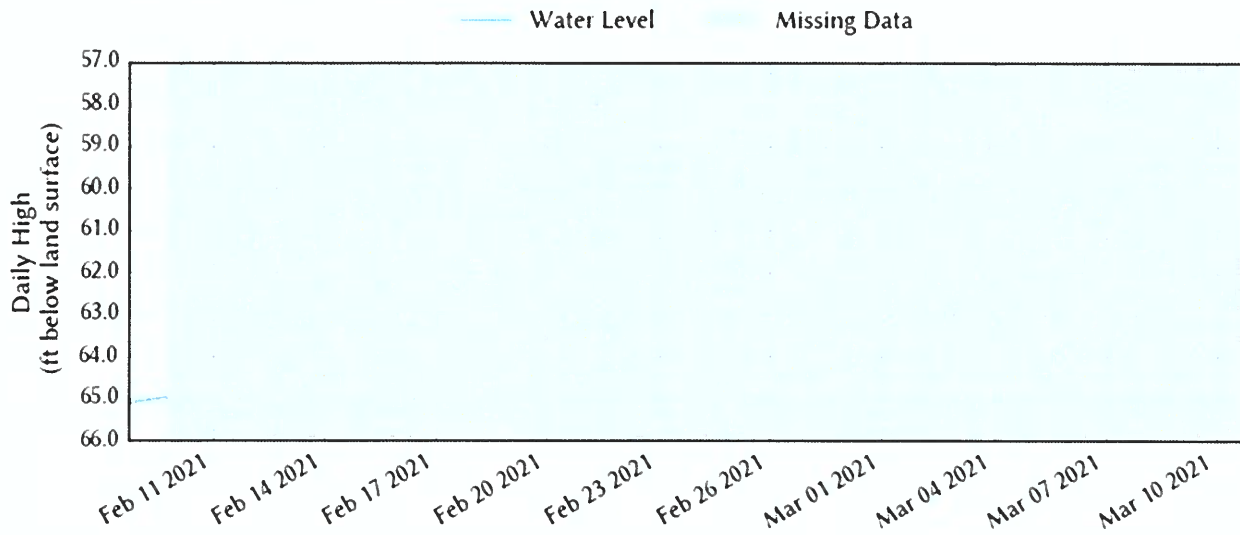 Water Level Missing Data
57.0
58.0
59.0
60.0
61.0
62.0
63.0
64.0
65.0
66.0
Daily High
(ft below land surface)
Feb 11 2021
Feb 14 2021
Feb 17 2021
Feb 20 2021
Feb 23 2021
Feb 26 2021
Mar 01 2021
Mar 04 2021
Mar 07 2021
Mar 10 2021